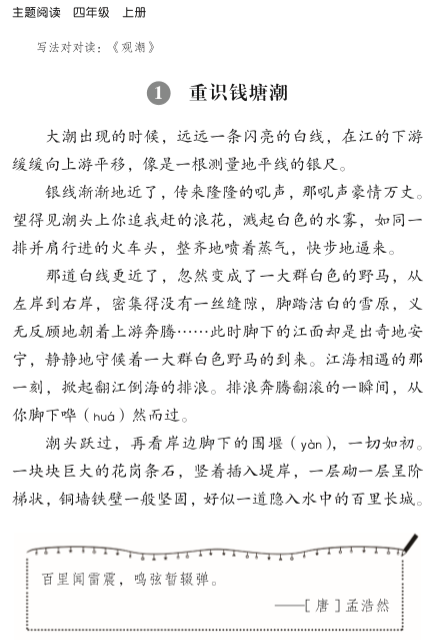 主题阅读 四年级 上册
写法对对读：《观潮》
1 重识钱塘潮
大潮出现的时候，远远一条闪亮的白线，在江的下游
缓缓向上游平移，像是一根测量地平线的银尺。
银线渐渐地近了，传来隆隆的吼声，那吼声豪情万丈。
望得见潮头上你追我赶的浪花，溅起白色的水雾，如同一
排并肩行进的火车头，整齐地喷着蒸气，快步地逼来。
那道白线更近了，忽然变成了一大群白色的野马，从
左岸到右岸，密集得没有一丝缝隙，脚踏洁白的雪原，义
无反顾地朝着上游奔腾……此时脚下的江面却是出奇地安
宁，静静地守候着一大群白色野马的到来。江海相遇的那
一刻，掀起翻江倒海的排浪。排浪奔腾翻滚的一瞬间，从
你脚下哗（huá）然而过。
潮头跃过，再看岸边脚下的围堰（yàn），一切如初。
一块块巨大的花岗条石，竖着插入堤岸，一层砌一层呈阶
梯状，铜墙铁壁一般坚固，好似一道隐入水中的百里长城。
百里闻雷震，鸣弦暂辍弹。
——［唐］孟浩然